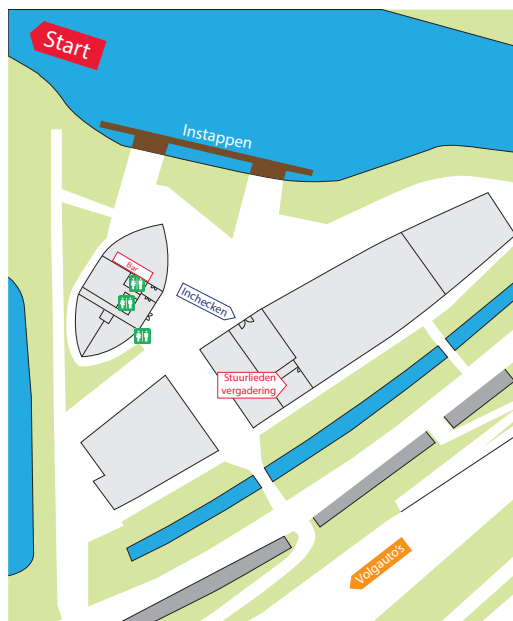 Start
Instappen
Bar
Inchecken
Stuurlieden
vergadering
Volgauto's